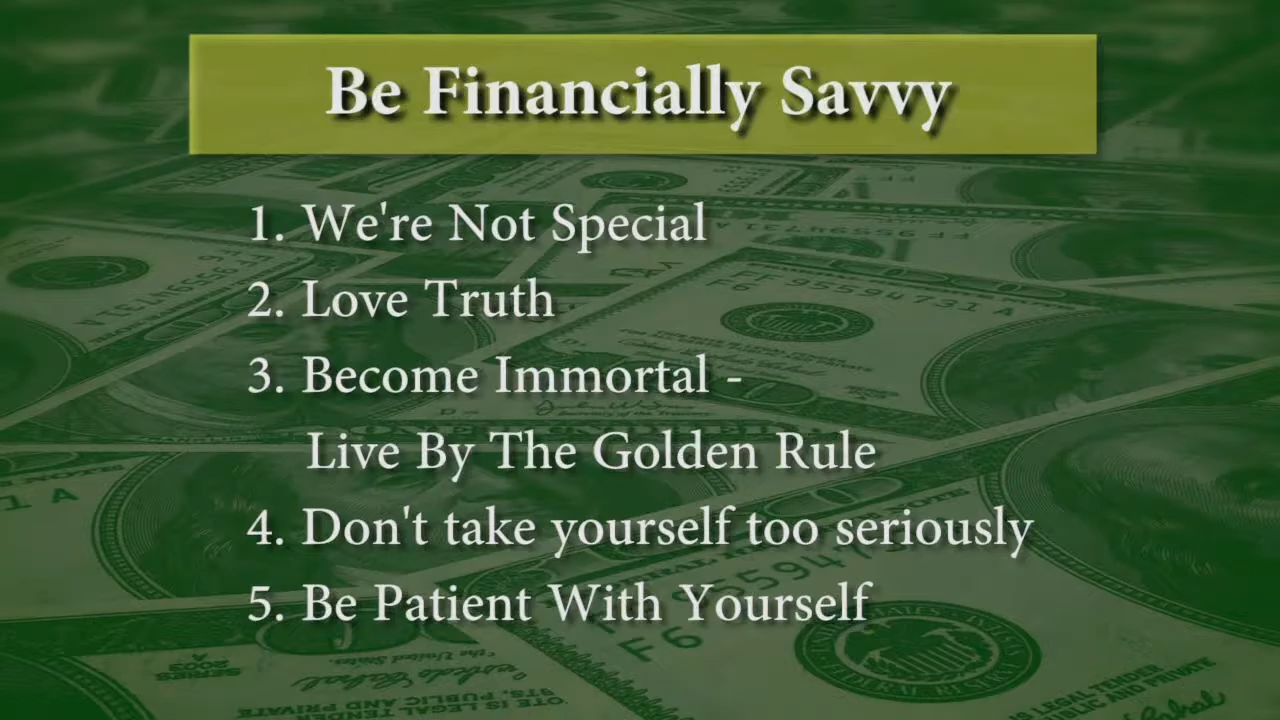 Be Financially Savvy
1. We're Not Special
2. Love Truth
3. Become Immortal -
Live By The Golden Rule
4. Don't take yourself too seriously
5. Be Patient With Yourself